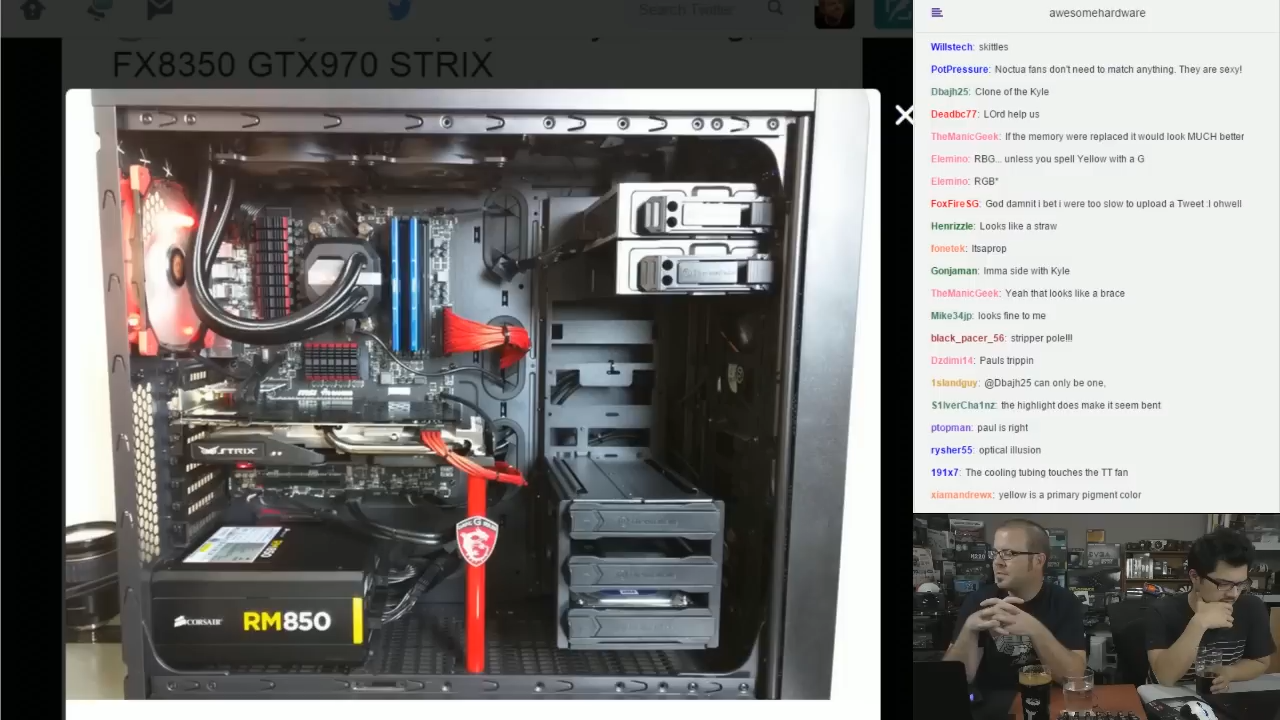 Search Twitter
FX8350 GTX970 STRIX
STRIX
CORSAIR
RM850
awesomehardware
Willstech: skittles
PotPressure: Noctua fans don't need to match anything. They are sexy!
Dbajh25: Clone of the Kyle
Deadbc77: LOrd help us
TheManicGeek: If the memory were replaced it would look MUCH better
Elemino: RBG... unless you spell Yellow with a G
Elemino: RGB*
FoxFireSG: God damnit i bet i were too slow to upload a Tweet :I ohwell
Henrizzle: Looks like a straw
fonetek: Itsaprop
Gonjaman: Imma side with Kyle
TheManicGeek: Yeah that looks like a brace
Mike34jp: looks fine to me
black_pacer_56: stripper pole!!!
Dzdimi14: Pauls trippin
1slandguy: @Dbajh25 can only be one,
S1lverCha1nz: the highlight does make it seem bent
ptopman: paul is right
rysher55: optical illusion
191x7: The cooling tubing touches the TT fan
xiamandrewx: yellow is a primary pigment color
EVGA